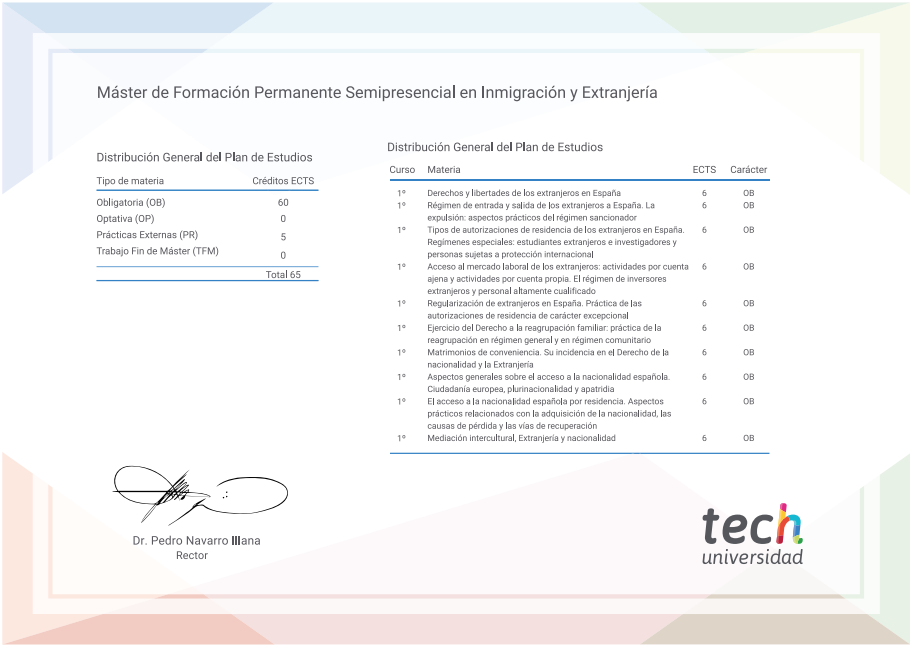 Máster de Formación Permanente Semipresencial en Inmigración y Extranjería
Distribución General del Plan de Estudios
Tipo de materia Créditos ECTS
Obligatoria (OB) 60
Optativa (OP) 0
Prácticas Externas (PR) 5
Trabajo Fin de Máster (TFM) 0
Total 65
Distribución General del Plan de Estudios
Curso Materia ECTS Carácter
1º Derechos y libertades de los extranjeros en España 6 OB
1º Régimen de entrada y salida de los extranjeros a España. La 6 OB
expulsión: aspectos prácticos del régimen sancionador
1º Tipos de autorizaciones de residencia de los extranjeros en España. 6 OB
Regímenes especiales: estudiantes extranjeros e investigadores y
personas sujetas a protección internacional
1º Acceso al mercado laboral de los extranjeros: actividades por cuenta 6 OB
ajena y actividades por cuenta propia. El régimen de inversores
extranjeros y personal altamente cualificado
1º Regularización de extranjeros en España. Práctica de las 6 OB
autorizaciones de residencia de carácter excepcional
1º Ejercicio del Derecho a la reagrupación familiar: práctica de la 6 OB
reagrupación en régimen general y en régimen comunitario
1º Matrimonios de conveniencia. Su incidencia en el Derecho de la 6 OB
nacionalidad y la Extranjería
1º Aspectos generales sobre el acceso a la nacionalidad española. 6 OB
Ciudadanía europea, plurinacionalidad y apatridia
1º El acceso a la nacionalidad española por residencia. Aspectos 6 OB
prácticos relacionados con la adquisición de la nacionalidad, las
causas de pérdida y las vías de recuperación
1º Mediación intercultural, Extranjería y nacionalidad 6 OB
Dr. Pedro Navarro Illana
Rector
tech
universidad